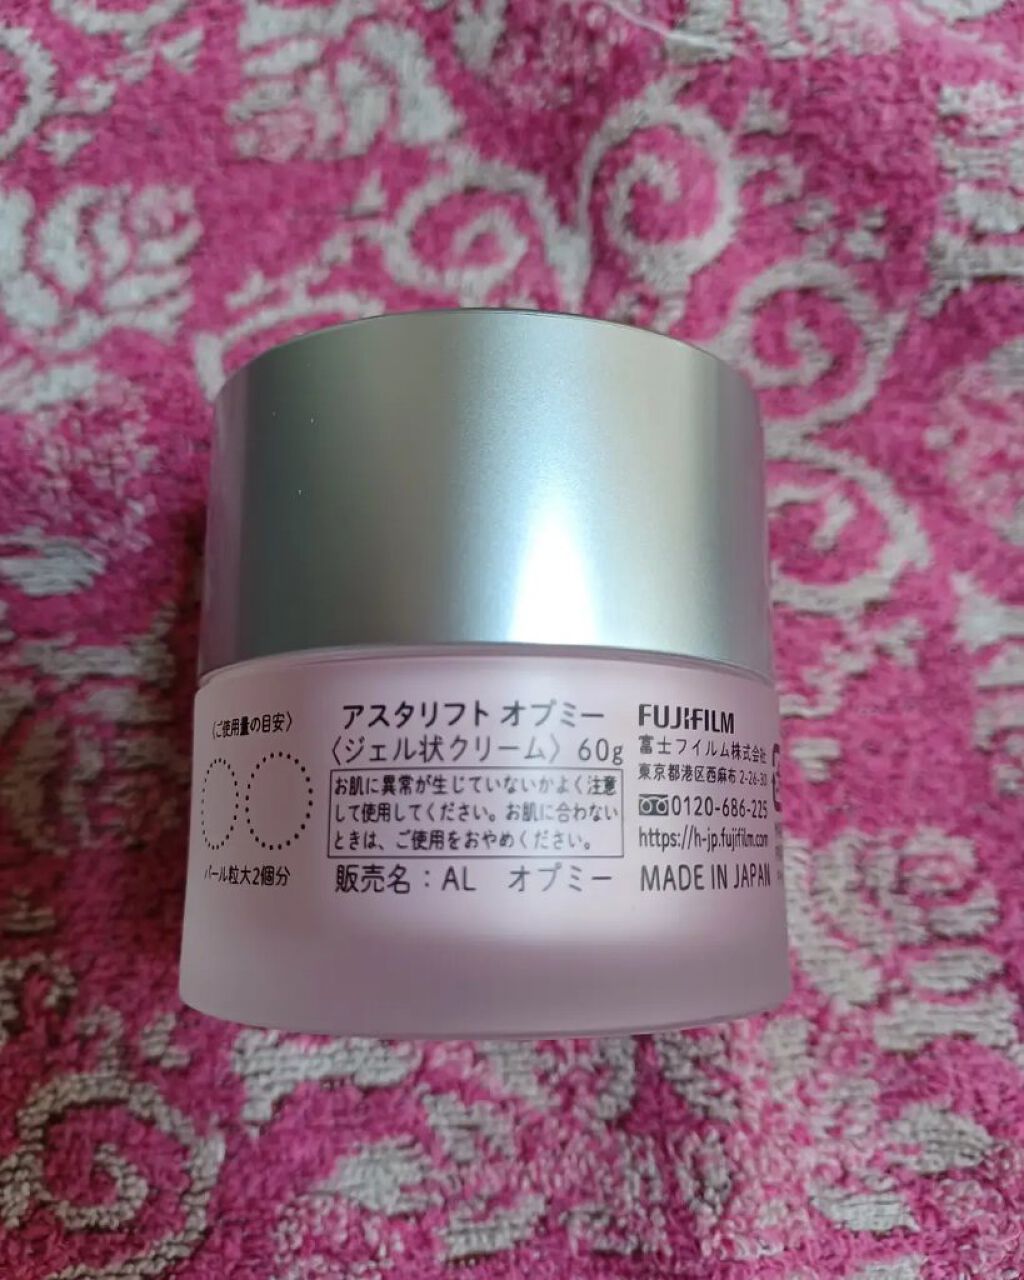 〈ご使用量の目安〉
パール粒大2個分
アスタリフト オプミー
〈ジェル状クリーム〉 60g
お肌に異常が生じていないかよく注意
して使用してください。お肌に合わない
ときは、ご使用をおやめください。
販売名：AL オプミー
FUJIFILM
富士フイルム株式会社
東京都港区西麻布 2-26-30
0120-686-225
https://h-jp.fujifilm.com
MADE IN JAPAN